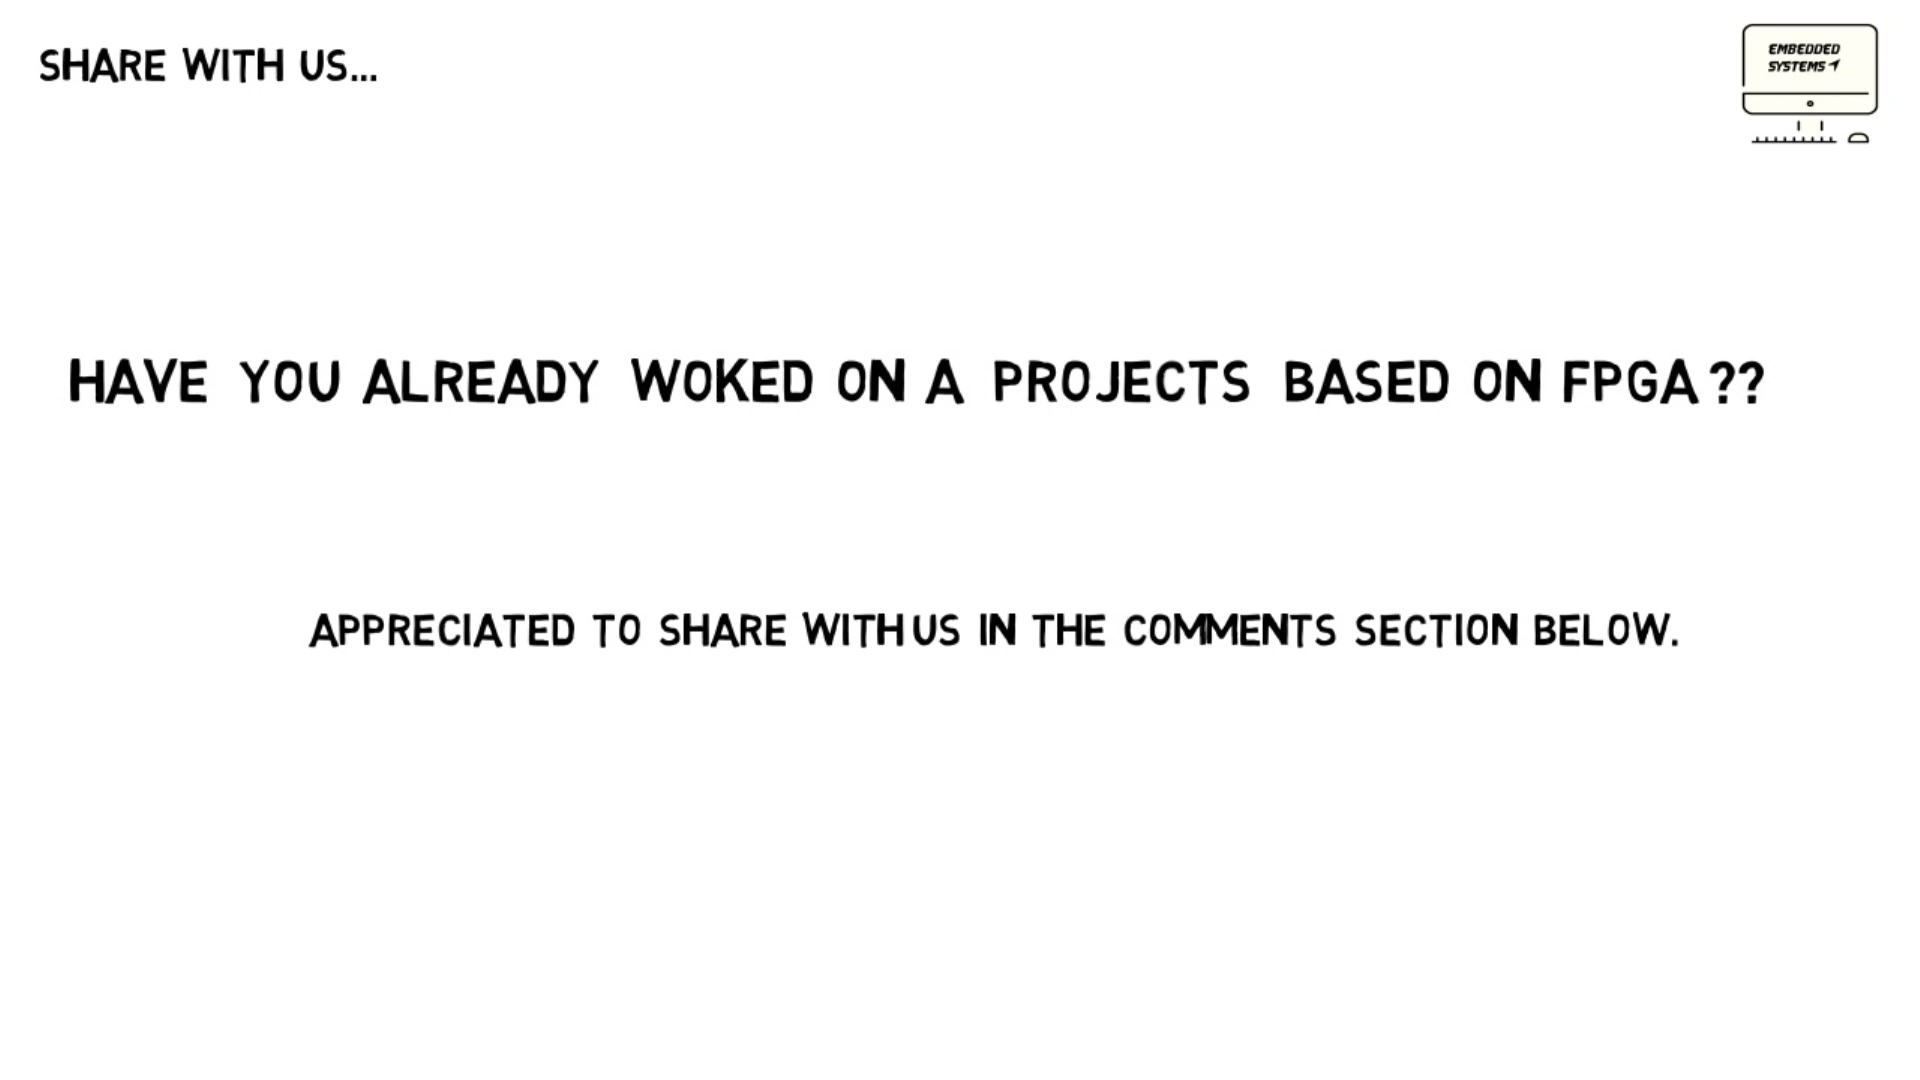 SHARE WITH US...
EMBEDDED
SYSTEMS
HAVE YOU ALREADY WOKED ON A PROJECTS BASED ON FPGA??
APPRECIATED TO SHARE WITH US IN THE COMMENTS SECTION BELOW.